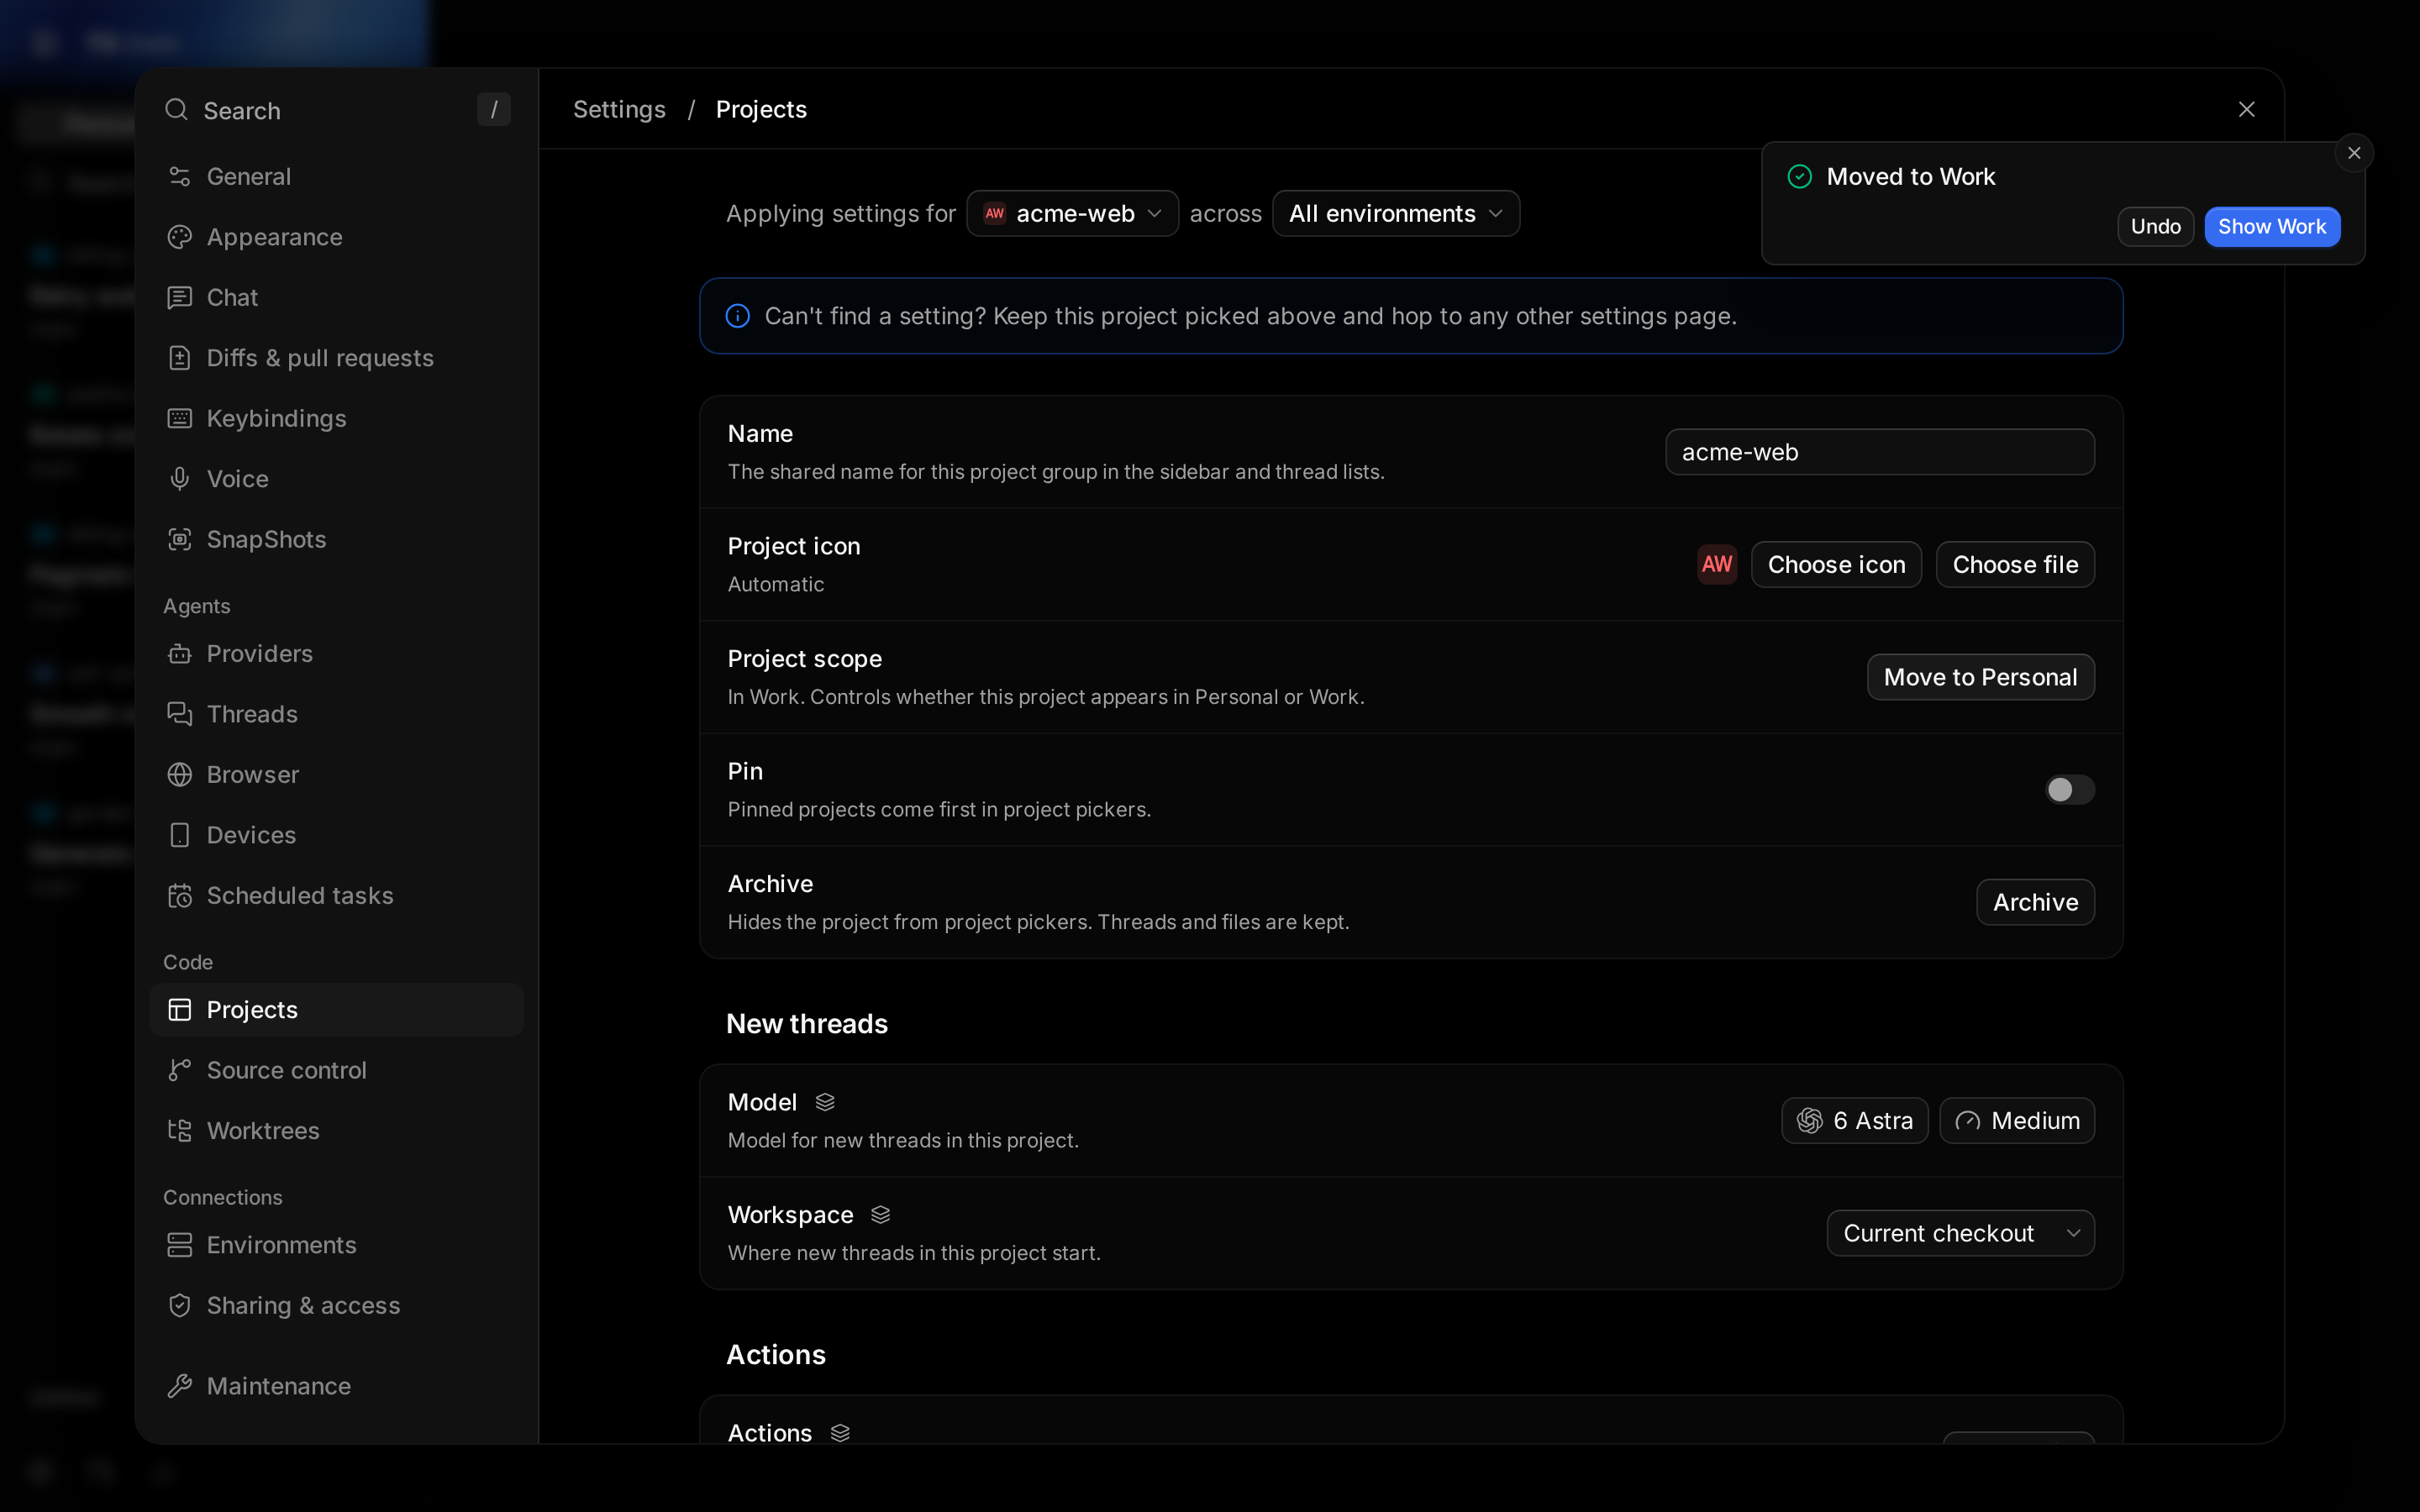 Search /
General
Appearance
Chat
Diffs & pull requests
Keybindings
Voice
SnapShots
Agents
Providers
Threads
Browser
Devices
Scheduled tasks
Code
Projects
Source control
Worktrees
Connections
Environments
Sharing & access
Maintenance
Settings / Projects
Moved to Work
Undo Show Work
Applying settings for AW acme-web across All environments
Can't find a setting? Keep this project picked above and hop to any other settings page.
Name
The shared name for this project group in the sidebar and thread lists.
acme-web
Project icon
Automatic
AW Choose icon Choose file
Project scope
In Work. Controls whether this project appears in Personal or Work.
Move to Personal
Pin
Pinned projects come first in project pickers.
Archive
Hides the project from project pickers. Threads and files are kept.
Archive
New threads
Model
Model for new threads in this project.
6 Astra Medium
Workspace
Where new threads in this project start.
Current checkout
Actions
Actions